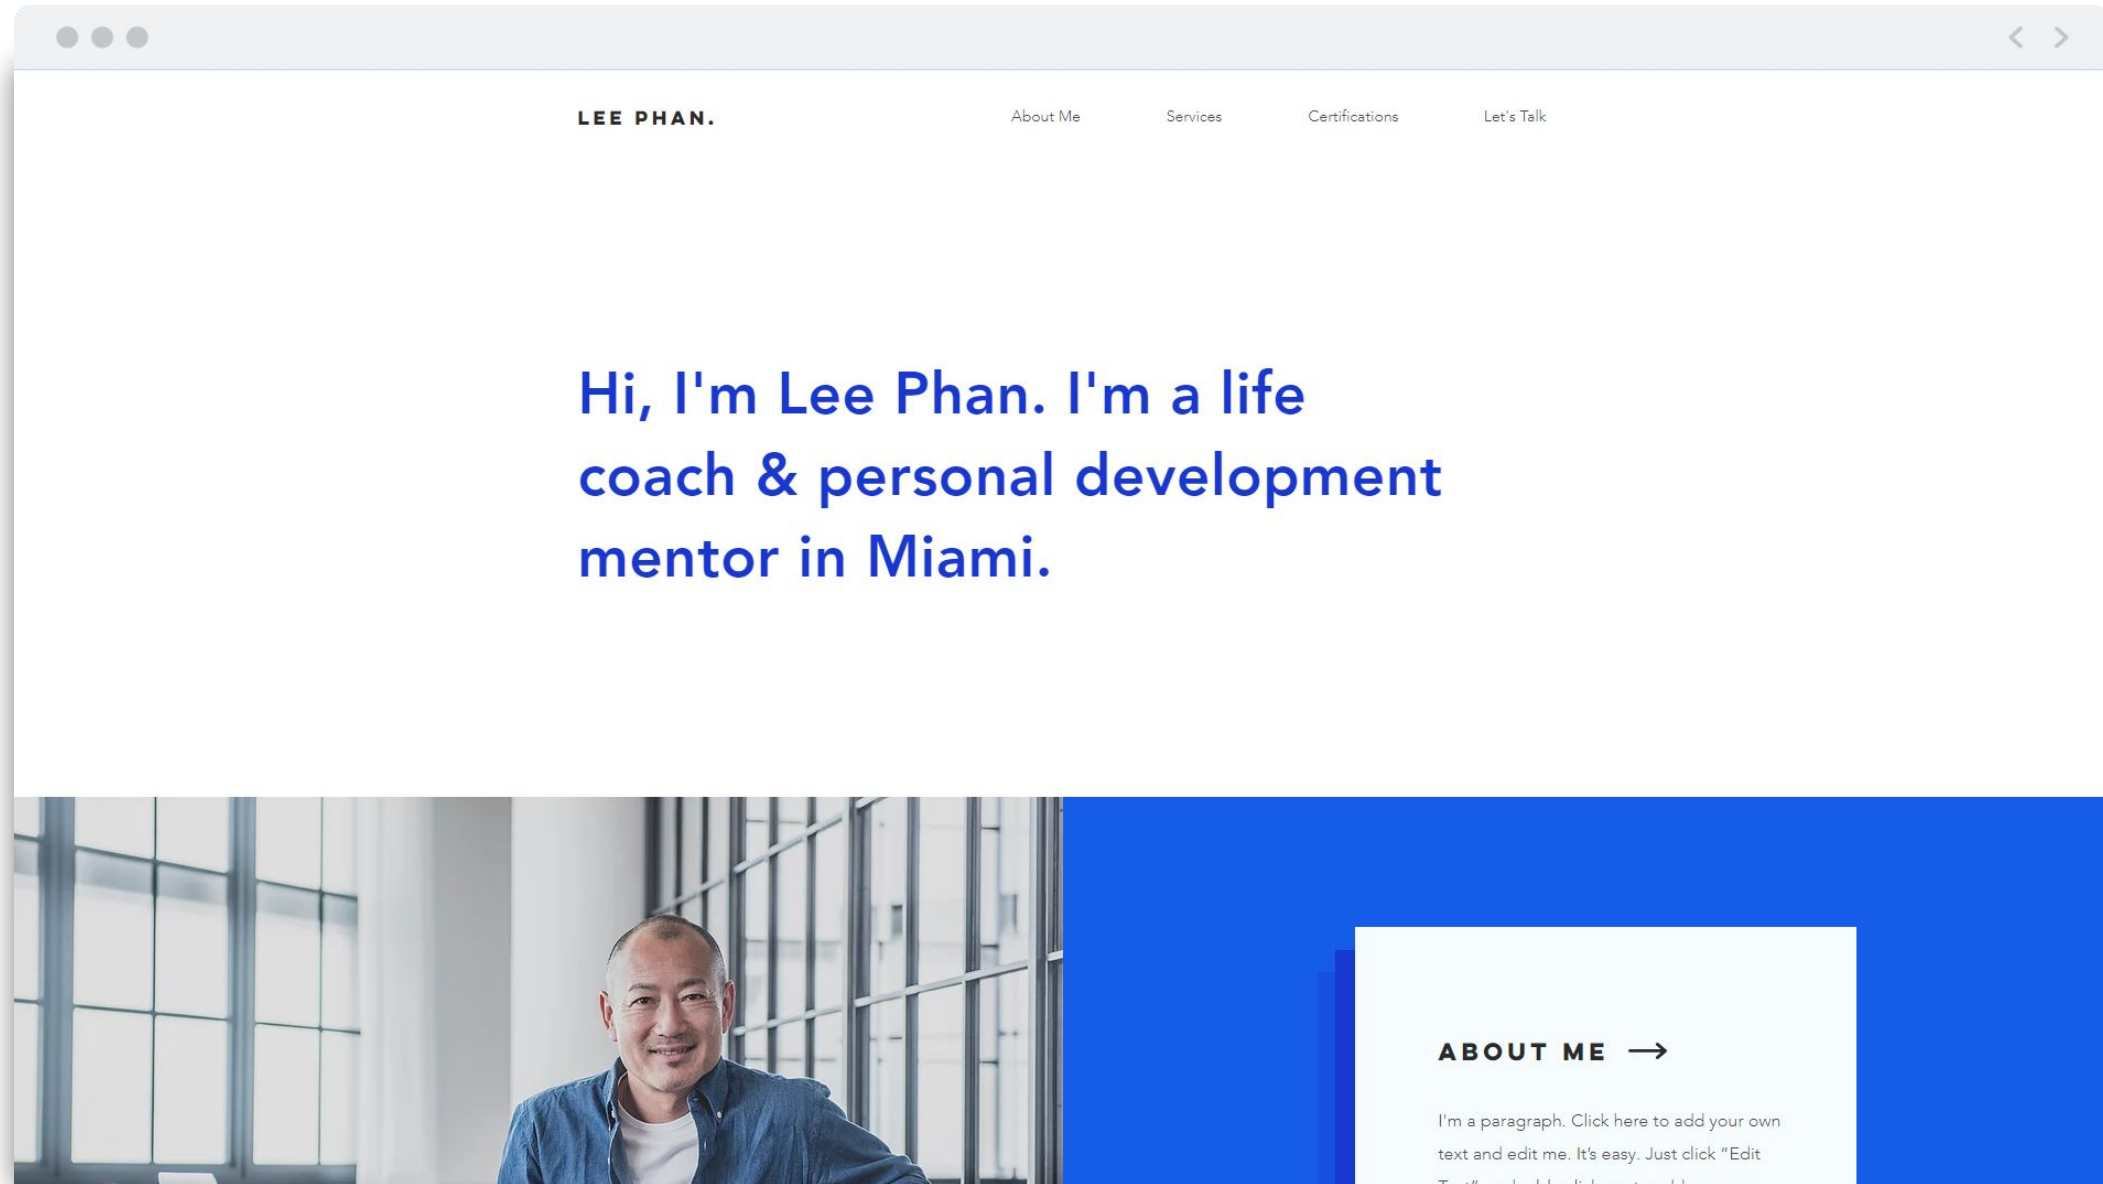 LEE PHAN.
About Me
Services
Certifications
Let's Talk
Hi, I'm Lee Phan. I'm a life
coach & personal development
mentor in Miami.
ABOUT ME
I'm a paragraph. Click here to add your own
text and edit me. It's easy. Just click "Edit